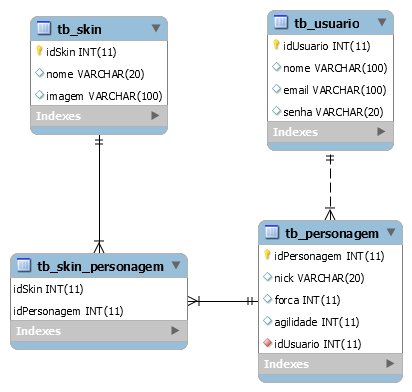 tb_skin
idSkin INT(11)
nome VARCHAR(20)
imagem VARCHAR(100)
Indexes
tb_usuario
idUsuario INT(11)
nome VARCHAR(100)
email VARCHAR(100)
senha VARCHAR(20)
Indexes
tb_skin_personagem
idSkin INT(11)
idPersonagem INT(11)
Indexes
tb_personagem
idPersonagem INT(11)
nick VARCHAR(20)
forca INT(11)
agilidade INT(11)
idUsuario INT(11)
Indexes